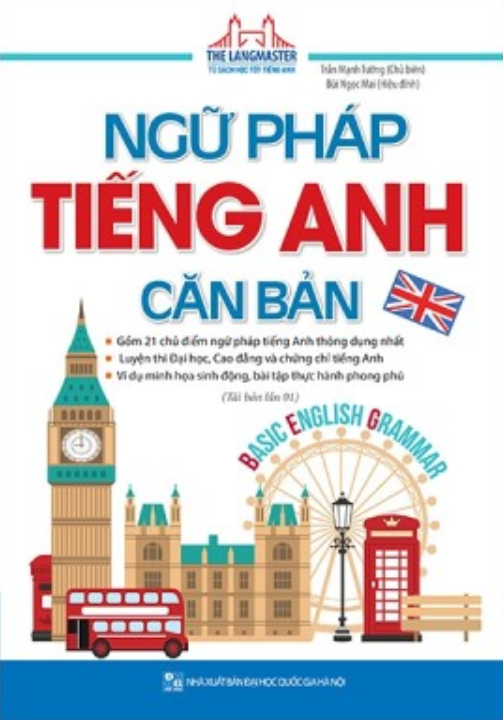 THE LANGMASTER
TỦ SÁCH HỌC TỐT TIẾNG ANH
Trần Mạnh Tường (Chủ biên)
Bùi Ngọc Mai (Hiệu đính)
NGỮ PHÁP
TIẾNG ANH
CĂN BẢN
Gồm 21 chủ điểm ngữ pháp tiếng Anh thông dụng nhất
Luyện thi Đại học, Cao đẳng và chứng chỉ tiếng Anh
Ví dụ minh họa sinh động, bài tập thực hành phong phú
(Tái bản lần 01)
BASIC ENGLISH GRAMMAR
NHÀ XUẤT BẢN ĐẠI HỌC QUỐC GIA HÀ NỘI